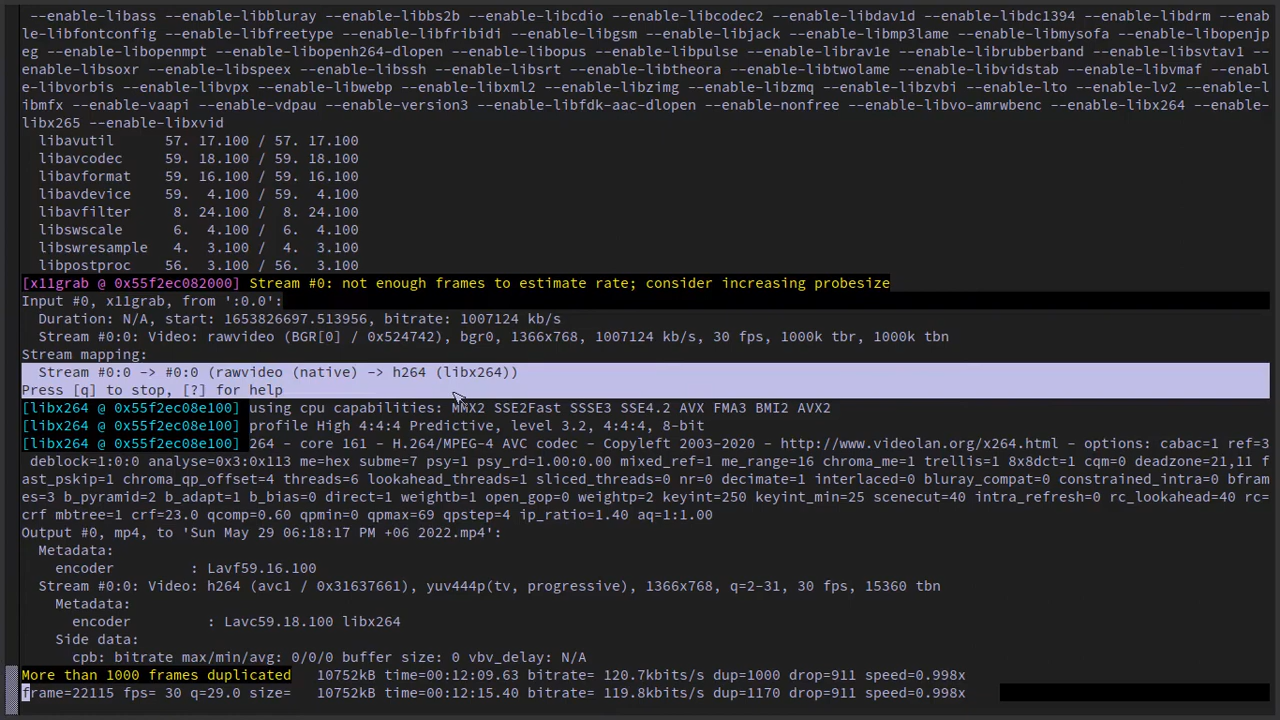 --enable-libass --enable-libbluray --enable-libbs2b --enable-libcdio --enable-libcodec2 --enable-libdav1d --enable-libdc1394 --enable-libdrm --enab
le-libfontconfig --enable-libfreetype --enable-libfribidi --enable-libgsm --enable-libjack --enable-libmp3lame --enable-libmysofa --enable-libopenjp
eg --enable-libopenmpt --enable-libopenh264-dlopen --enable-libopus --enable-libpulse --enable-librav1e --enable-librubberband --enable-libsvtav1 --
enable-libsoxr --enable-libspeex --enable-libssh --enable-libsrt --enable-libtheora --enable-libtwolame --enable-libvidstab --enable-libvmaf --enabl
e-libvorbis --enable-libvpx --enable-libwebp --enable-libxml2 --enable-libzimg --enable-libzmq --enable-libzvbi --enable-lto --enable-lv2 --enable-l
ibmfx --enable-vaapi --enable-vdpau --enable-version3 --enable-libfdk-aac-dlopen --enable-nonfree --enable-libvo-amrwbenc --enable-libx264 --enable-
libx265 --enable-libxvid
libavutil 57. 17.100 / 57. 17.100
libavcodec 59. 18.100 / 59. 18.100
libavformat 59. 16.100 / 59. 16.100
libavdevice 59. 4.100 / 59. 4.100
libavfilter 8. 24.100 / 8. 24.100
libswscale 6. 4.100 / 6. 4.100
libswresample 4. 3.100 / 4. 3.100
libpostproc 56. 3.100 / 56. 3.100
[x11grab @ 0x55f2ec082000] Stream #0: not enough frames to estimate rate; consider increasing probesize
Input #0, x11grab, from ':0.0':
Duration: N/A, start: 1653826697.513956, bitrate: 1007124 kb/s
Stream #0:0: Video: rawvideo (BGR[0] / 0x524742), bgr0, 1366x768, 1007124 kb/s, 30 fps, 1000k tbr, 1000k tbn
Stream mapping:
Stream #0:0 -> #0:0 (rawvideo (native) -> h264 (libx264))
Press [q] to stop, [?] for help
[libx264 @ 0x55f2ec08e100] using cpu capabilities: MMX2 SSE2Fast SSSE3 SSE4.2 AVX FMA3 BMI2 AVX2
[libx264 @ 0x55f2ec08e100] profile High 4:4:4 Predictive, level 3.2, 4:4:4, 8-bit
[libx264 @ 0x55f2ec08e100] 264 - core 161 - H.264/MPEG-4 AVC codec - Copyleft 2003-2020 - http://www.videolan.org/x264.html - options: cabac=1 ref=3
deblock=1:0:0 analyse=0x3:0x113 me=hex subme=7 psy=1 psy_rd=1.00:0.00 mixed_ref=1 me_range=16 chroma_me=1 trellis=1 8x8dct=1 cqm=0 deadzone=21,11 f
ast_pskip=1 chroma_qp_offset=4 threads=6 lookahead_threads=1 sliced_threads=0 nr=0 decimate=1 interlaced=0 bluray_compat=0 constrained_intra=0 bfram
es=3 b_pyramid=2 b_adapt=1 b_bias=0 direct=1 weightb=1 open_gop=0 weightp=2 keyint=250 keyint_min=25 scenecut=40 intra_refresh=0 rc_lookahead=40 rc=
crf mbtree=1 crf=23.0 qcomp=0.60 qpmin=0 qpmax=69 qpstep=4 ip_ratio=1.40 aq=1:1.00
Output #0, mp4, to 'Sun May 29 06:18:17 PM +06 2022.mp4':
Metadata:
encoder : Lavf59.16.100
Stream #0:0: Video: h264 (avc1 / 0x31637661), yuv444p(tv, progressive), 1366x768, q=2-31, 30 fps, 15360 tbn
Metadata:
encoder : Lavc59.18.100 libx264
Side data:
cpb: bitrate max/min/avg: 0/0/0 buffer size: 0 vbv_delay: N/A
More than 1000 frames duplicated 10752kB time=00:12:09.63 bitrate= 120.7kbits/s dup=1000 drop=911 speed=0.998x
frame=22115 fps= 30 q=29.0 size= 10752kB time=00:12:15.40 bitrate= 119.8kbits/s dup=1170 drop=911 speed=0.998x